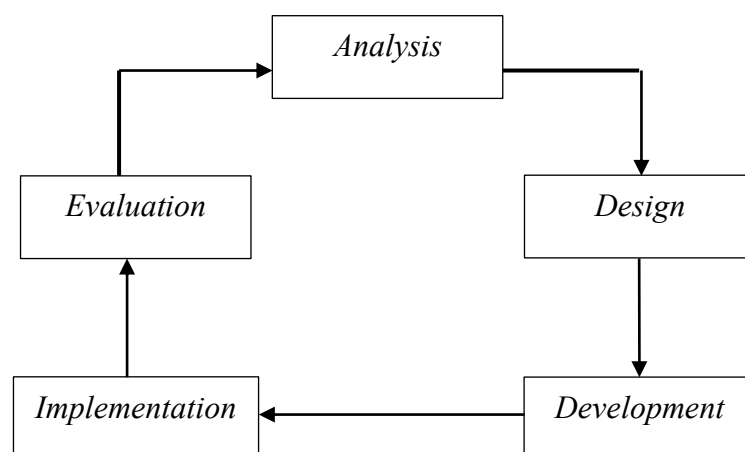 Analysis
Evaluation
Design
Implementation
Development